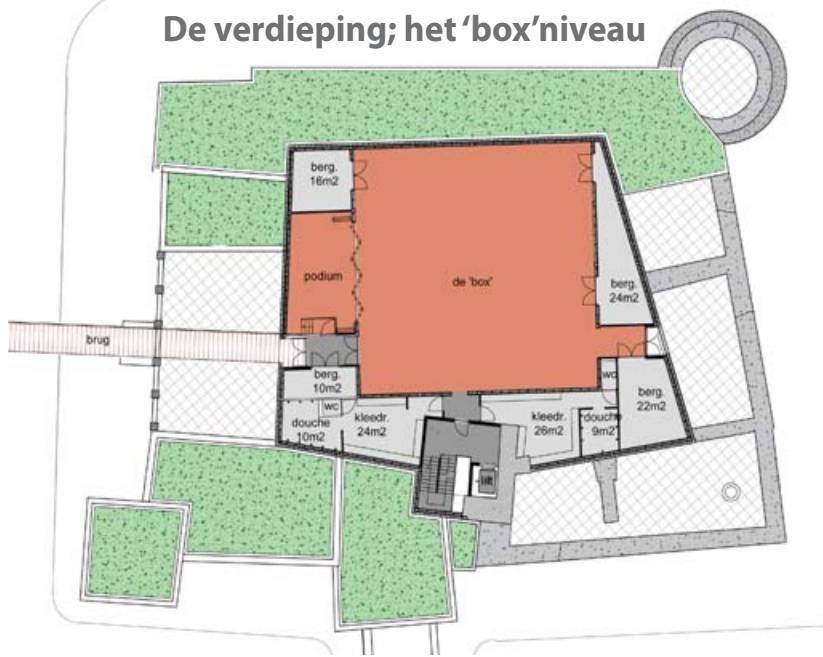 De verdieping; het 'box'niveau
berg.
16m2
podium
de 'box'
berg.
24m2
brug
berg.
10m2
wc
berg.
22m2
wc
douche
10m2
kleedr.
24m2
kleedr.
26m2
douche
9m2
lift